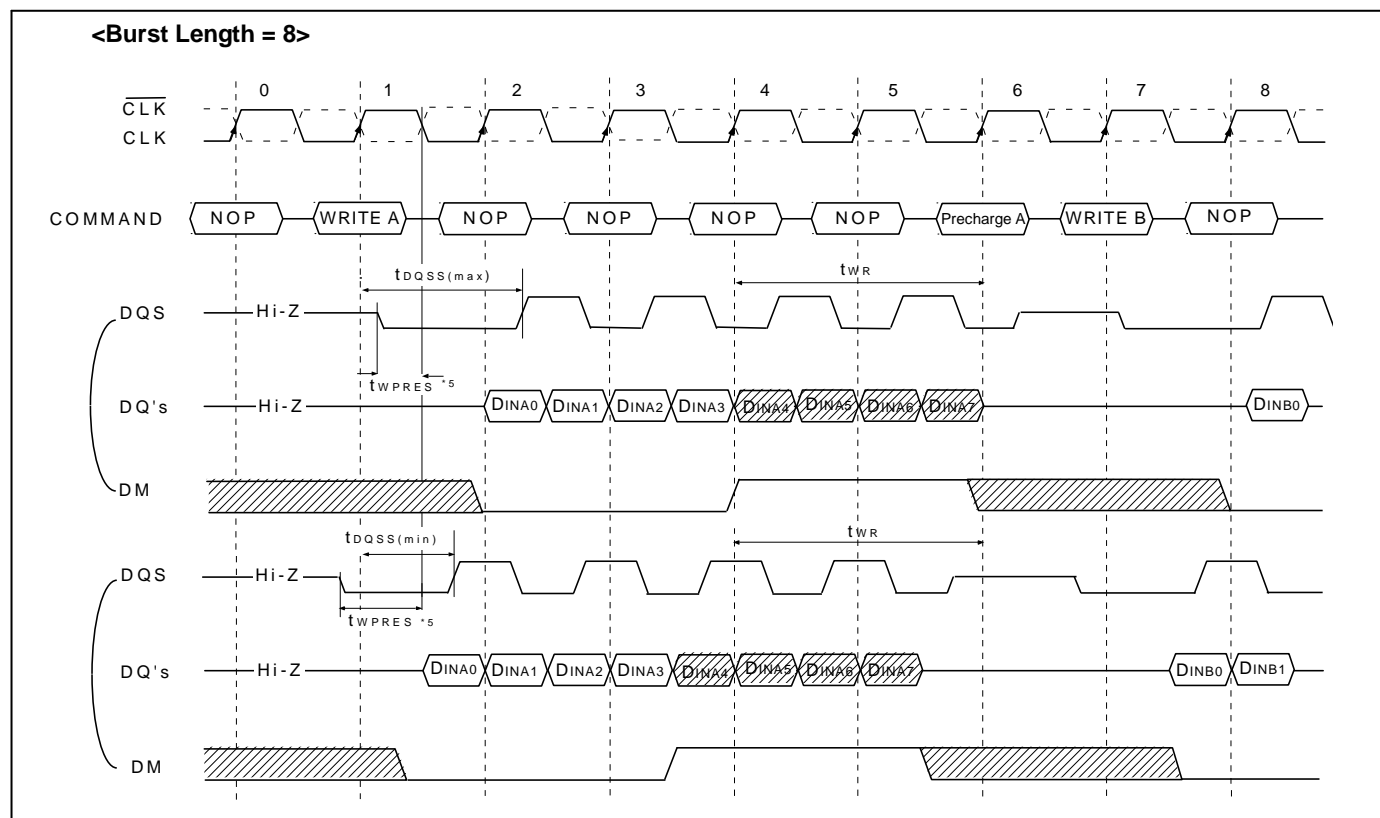 <Burst Length = 8>
0 1 2 3 4 5 6 7 8
CLK
CLK
COMMAND NOP WRITE A NOP NOP NOP NOP Precharge A WRITE B NOP
tDQSS(max) tWR
DQS Hi-Z
tWPRES *5
DQ's Hi-Z DINA0 DINA1 DINA2 DINA3 DINA4 DINA5 DINA6 DINA7 DINB0
DM
tDQSS(min) tWR
DQS Hi-Z
tWPRES *5
DQ's Hi-Z DINA0 DINA1 DINA2 DINA3 DINA4 DINA5 DINA6 DINA7 DINB0 DINB1
DM